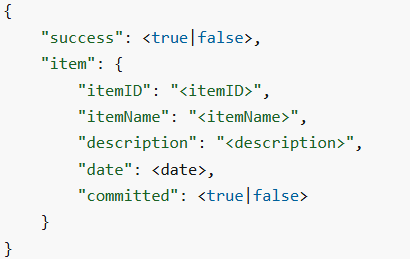 {
    "success": <true|false>,
    "item": {
        "itemID": "<itemID>",
        "itemName": "<itemName>",
        "description": "<description>",
        "date": <date>,
        "committed": <true|false>
    }
}